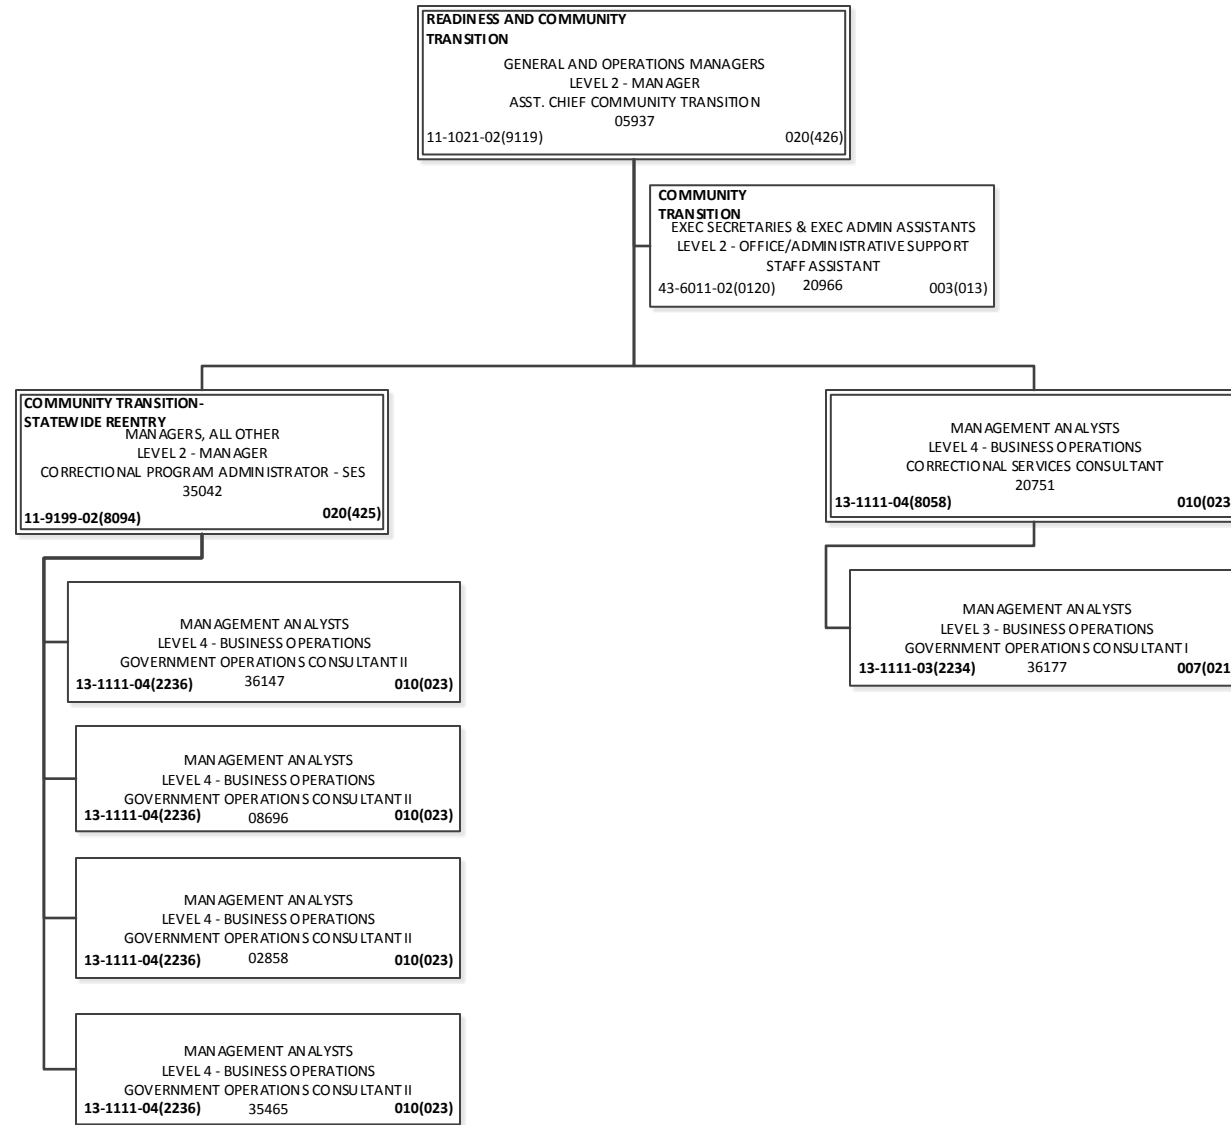 READINESS AND COMMUNITY
TRANSITION
GENERAL AND OPERATIONS MANAGERS
LEVEL 2 - MANAGER
ASST. CHIEF COMMUNITY TRANSITION
05937
11-1021-02(9119) 020(426)
COMMUNITY
TRANSITION
EXEC SECRETARIES & EXEC ADMIN ASSISTANTS
LEVEL 2 - OFFICE/ADMINISTRATIVE SUPPORT
STAFF ASSISTANT
43-6011-02(0120) 20966 003(013)
COMMUNITY TRANSITION-
STATEWIDE REENTRY
MANAGERS, ALL OTHER
LEVEL 2 - MANAGER
CORRECTIONAL PROGRAM ADMINISTRATOR - SES
35042
11-9199-02(8094) 020(425)
MANAGEMENT ANALYSTS
LEVEL 4 - BUSINESS OPERATIONS
CORRECTIONAL SERVICES CONSULTANT
20751
13-1111-04(8058) 010(023
MANAGEMENT ANALYSTS
LEVEL 4 - BUSINESS OPERATIONS
GOVERNMENT OPERATIONS CONSULTANT II
13-1111-04(2236) 36147 010(023)
MANAGEMENT ANALYSTS
LEVEL 3 - BUSINESS OPERATIONS
GOVERNMENT OPERATIONS CONSULTANT I
13-1111-03(2234) 36177 007(021
MANAGEMENT ANALYSTS
LEVEL 4 - BUSINESS OPERATIONS
GOVERNMENT OPERATIONS CONSULTANT II
13-1111-04(2236) 08696 010(023)
MANAGEMENT ANALYSTS
LEVEL 4 - BUSINESS OPERATIONS
GOVERNMENT OPERATIONS CONSULTANT II
13-1111-04(2236) 02858 010(023)
MANAGEMENT ANALYSTS
LEVEL 4 - BUSINESS OPERATIONS
GOVERNMENT OPERATIONS CONSULTANT II
13-1111-04(2236) 35465 010(023)